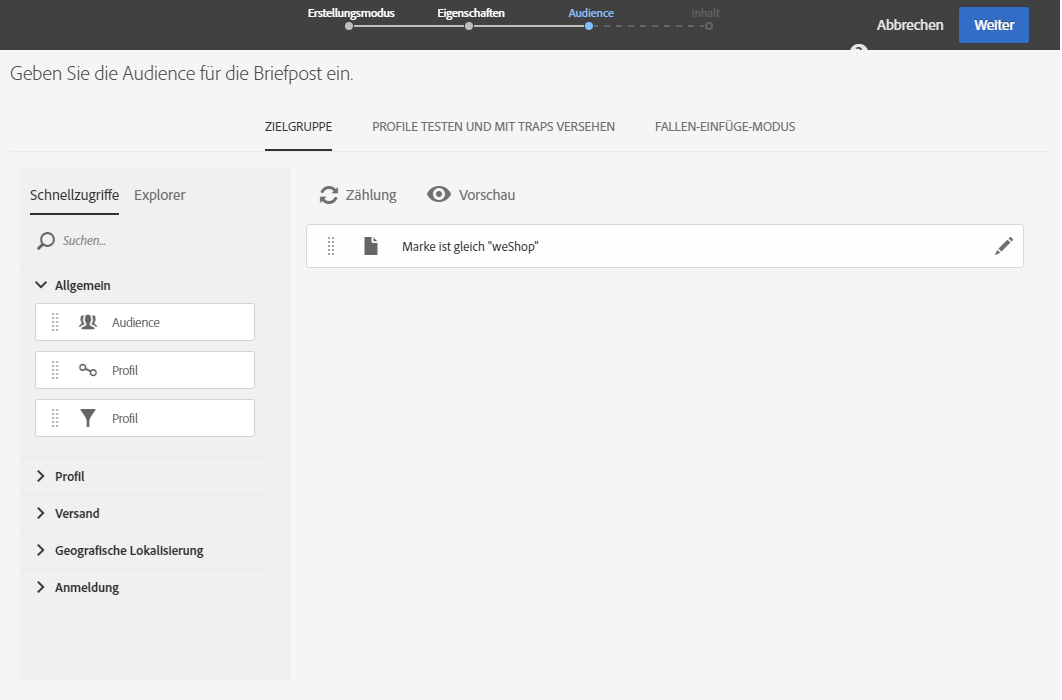 Erstellungsmodus Eigenschaften Audience Inhalt
Abbrechen Weiter
Geben Sie die Audience für die Briefpost ein.
ZIELGRUPPE PROFILE TESTEN UND MIT TRAPS VERSEHEN FALLEN-EINFÜGE-MODUS
Schnellzugriffe Explorer
Suchen...
Allgemein
Audience
Profil
Profil
Profil
Versand
Geografische Lokalisierung
Anmeldung
Zählung Vorschau
Marke ist gleich "weShop"